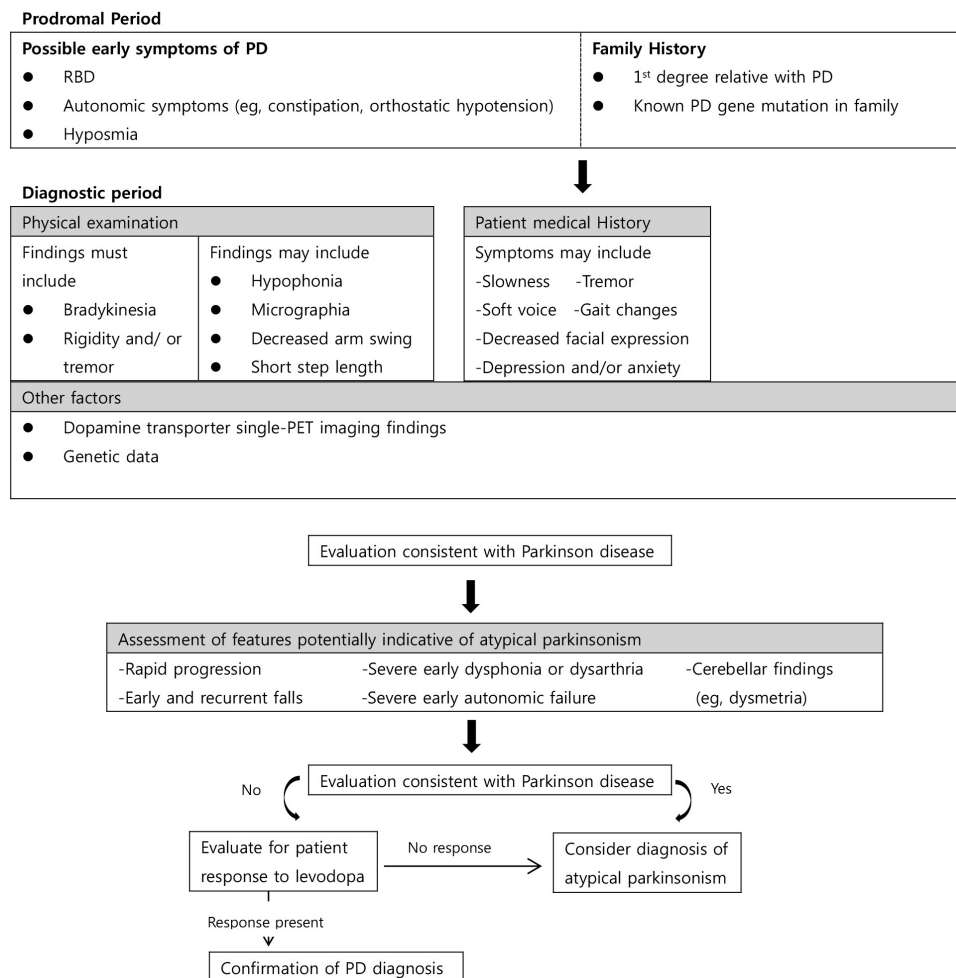 Prodromal Period
Possible early symptoms of PD
● RBD
● Autonomic symptoms (eg, constipation, orthostatic hypotension)
● Hyposmia
Family History
● 1st degree relative with PD
● Known PD gene mutation in family
Diagnostic period
Physical examination
Findings must
include
● Bradykinesia
● Rigidity and/ or
tremor
Findings may include
● Hypophonia
● Micrographia
● Decreased arm swing
● Short step length
Patient medical History
Symptoms may include
-Slowness -Tremor
-Soft voice -Gait changes
-Decreased facial expression
-Depression and/or anxiety
Other factors
● Dopamine transporter single-PET imaging findings
● Genetic data
Evaluation consistent with Parkinson disease
Assessment of features potentially indicative of atypical parkinsonism
-Rapid progression -Severe early dysphonia or dysarthria -Cerebellar findings
-Early and recurrent falls -Severe early autonomic failure (eg, dysmetria)
Evaluation consistent with Parkinson disease
No
Yes
Evaluate for patient
response to levodopa
No response
Consider diagnosis of
atypical parkinsonism
Response present
Confirmation of PD diagnosis